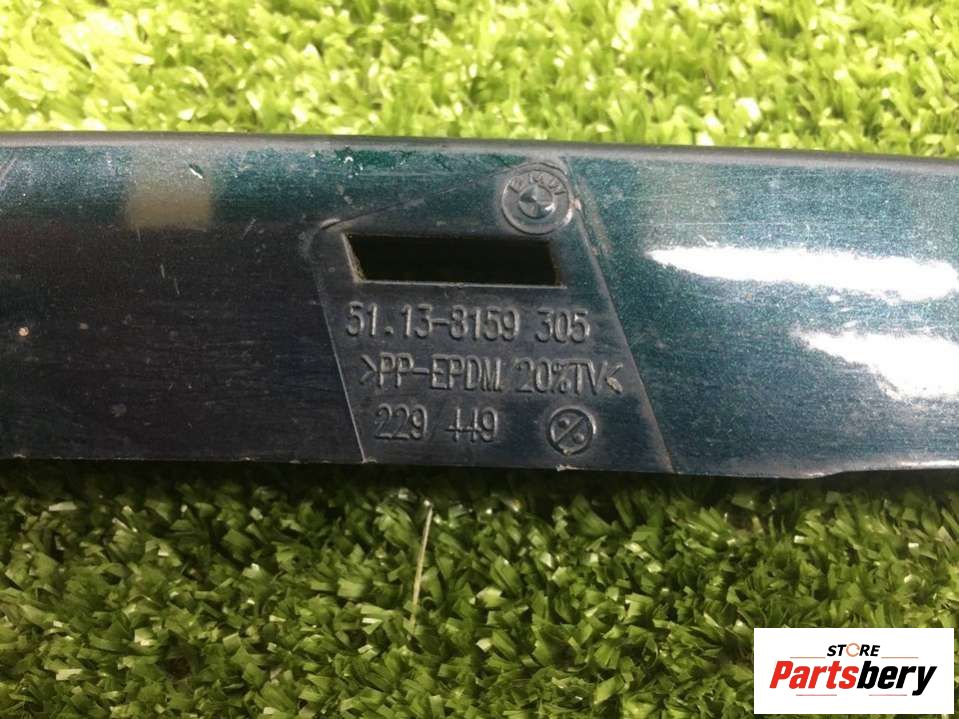 BMW
51.13-8159 305
>PP-EPDM 20%TV<
229/449
STORE
Partsbery